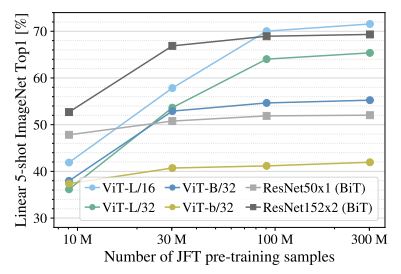 Linear 5-shot ImageNet Top1 [%]
70
60
50
40
30
ViT-L/16 ViT-B/32 ResNet50x1 (BiT)
ViT-L/32 ViT-b/32 ResNet152x2 (BiT)
10 M 30 M 100 M 300 M
Number of JFT pre-training samples